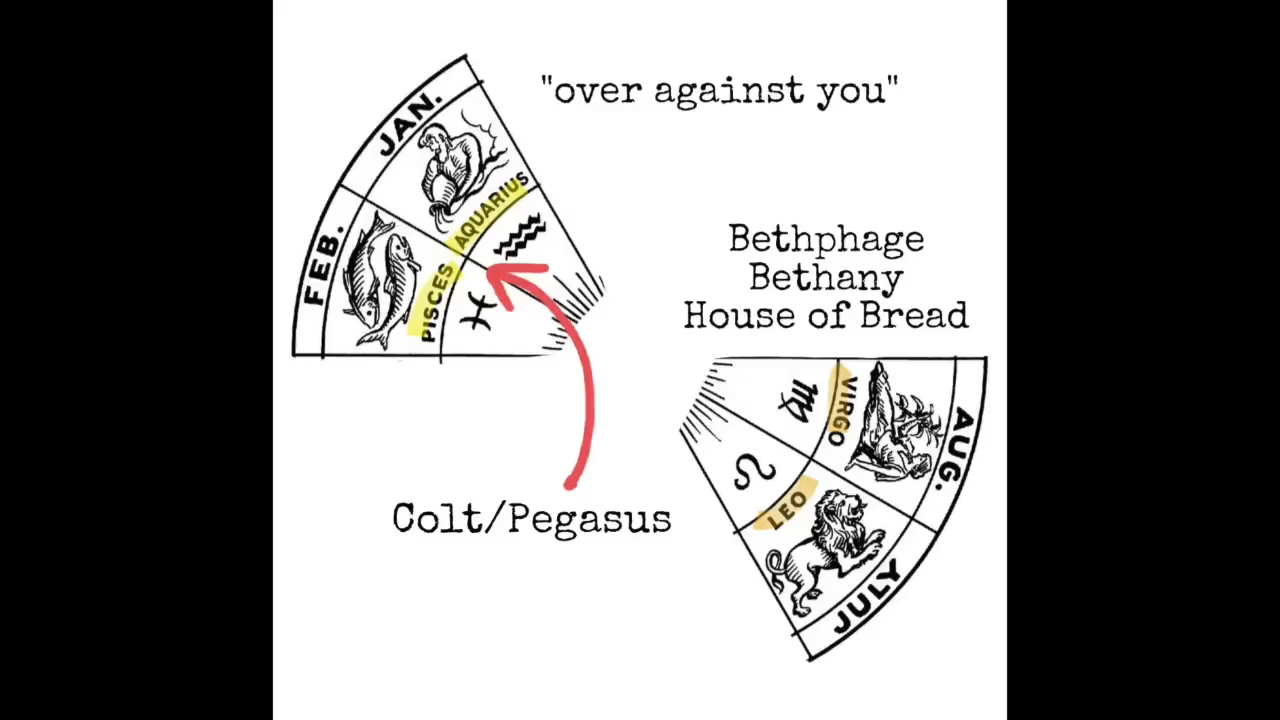 "over against you"
JAN.
AQUARIUS
FEB.
PISCES
Bethphage
Bethany
House of Bread
VIRGO
AUG.
LEO
JULY
Colt/Pegasus